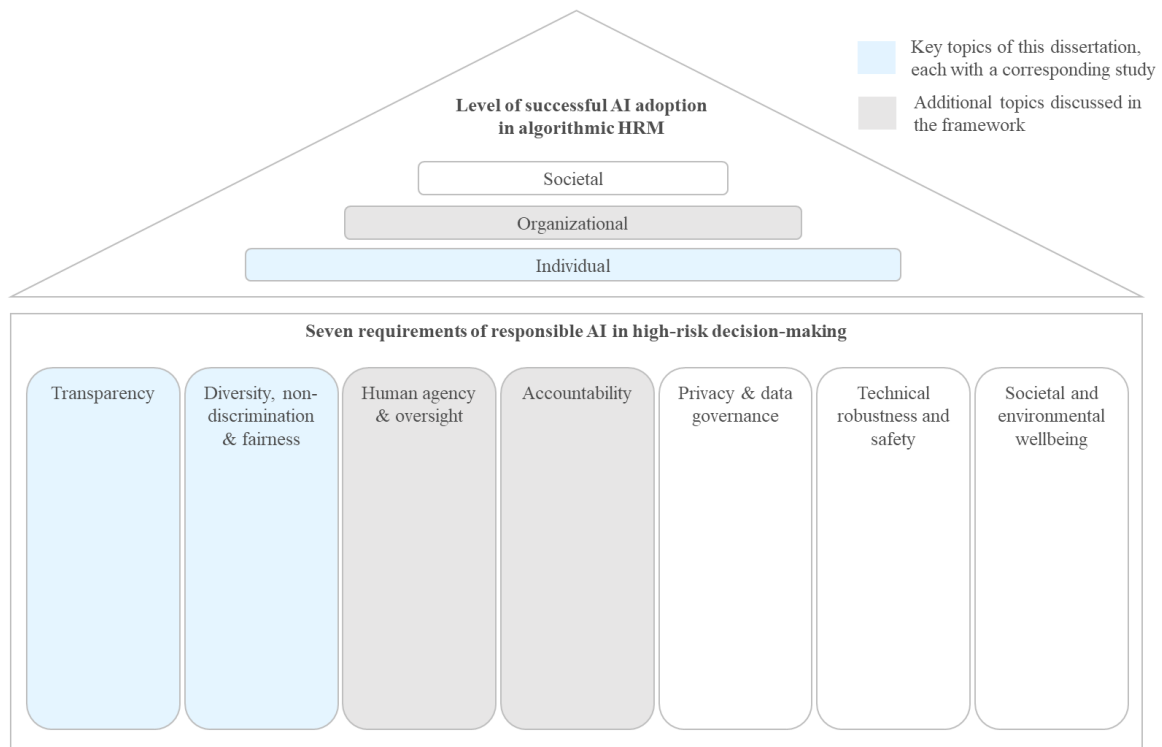 Key topics of this dissertation,
each with a corresponding study
Additional topics discussed in
the framework
Level of successful AI adoption
in algorithmic HRM
Societal
Organizational
Individual
Seven requirements of responsible AI in high-risk decision-making
Transparency
Diversity, non-
discrimination
& fairness
Human agency
& oversight
Accountability
Privacy & data
governance
Technical
robustness and
safety
Societal and
environmental
wellbeing